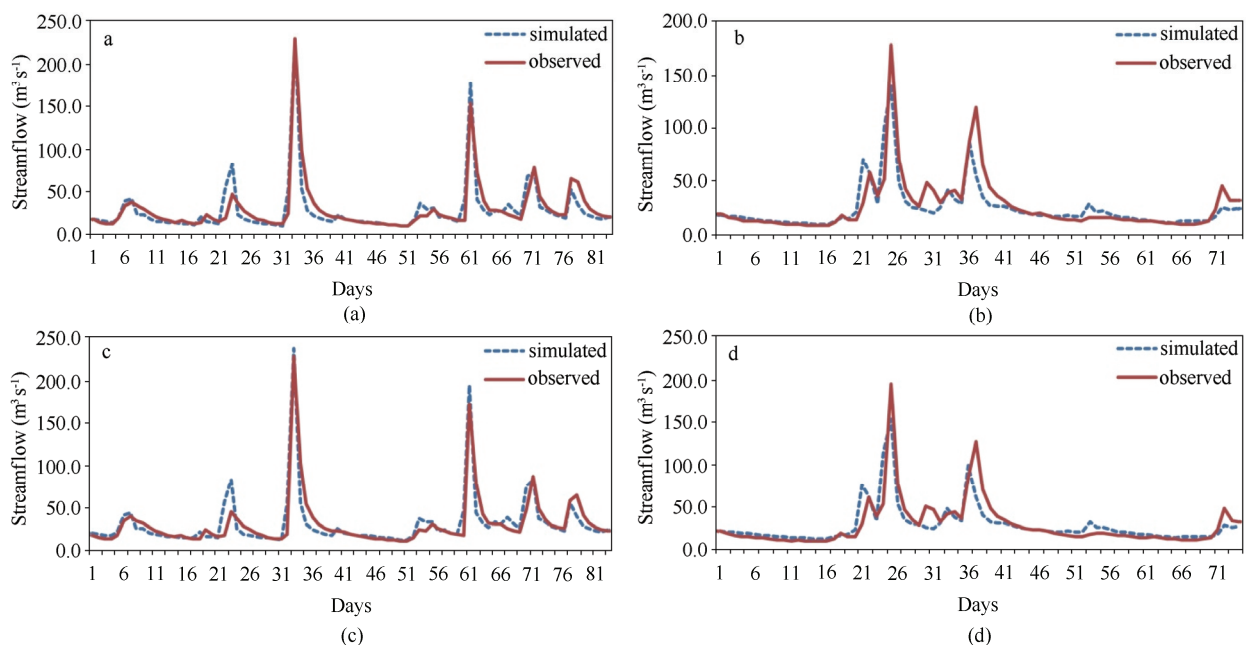 250.0
200.0
150.0
100.0
50.0
0.0
Streamflow (m³ s⁻¹)
a
simulated
observed
1 6 11 16 21 26 31 36 41 46 51 56 61 66 71 76 81
Days
(a)
200.0
150.0
100.0
50.0
0.0
Streamflow (m³ s⁻¹)
b
simulated
observed
1 6 11 16 21 26 31 36 41 46 51 56 61 66 71
Days
(b)
250.0
200.0
150.0
100.0
50.0
0.0
Streamflow (m³ s⁻¹)
c
simulated
observed
1 6 11 16 21 26 31 36 41 46 51 56 61 66 71 76 81
Days
(c)
250.0
200.0
150.0
100.0
50.0
0.0
Streamflow (m³ s⁻¹)
d
simulated
observed
1 6 11 16 21 26 31 36 41 46 51 56 61 66 71
Days
(d)